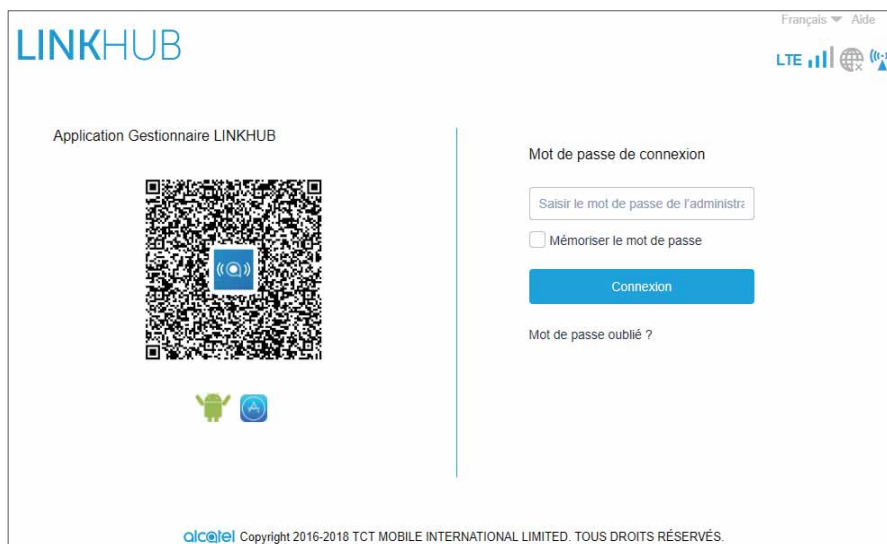 Français Aide
LINKHUB
LTE
Application Gestionnaire LINKHUB
Mot de passe de connexion
Saisir le mot de passe de l'administra
Mémoriser le mot de passe
Connexion
Mot de passe oublié ?
alcatel Copyright 2016-2018 TCT MOBILE INTERNATIONAL LIMITED. TOUS DROITS RÉSERVÉS.